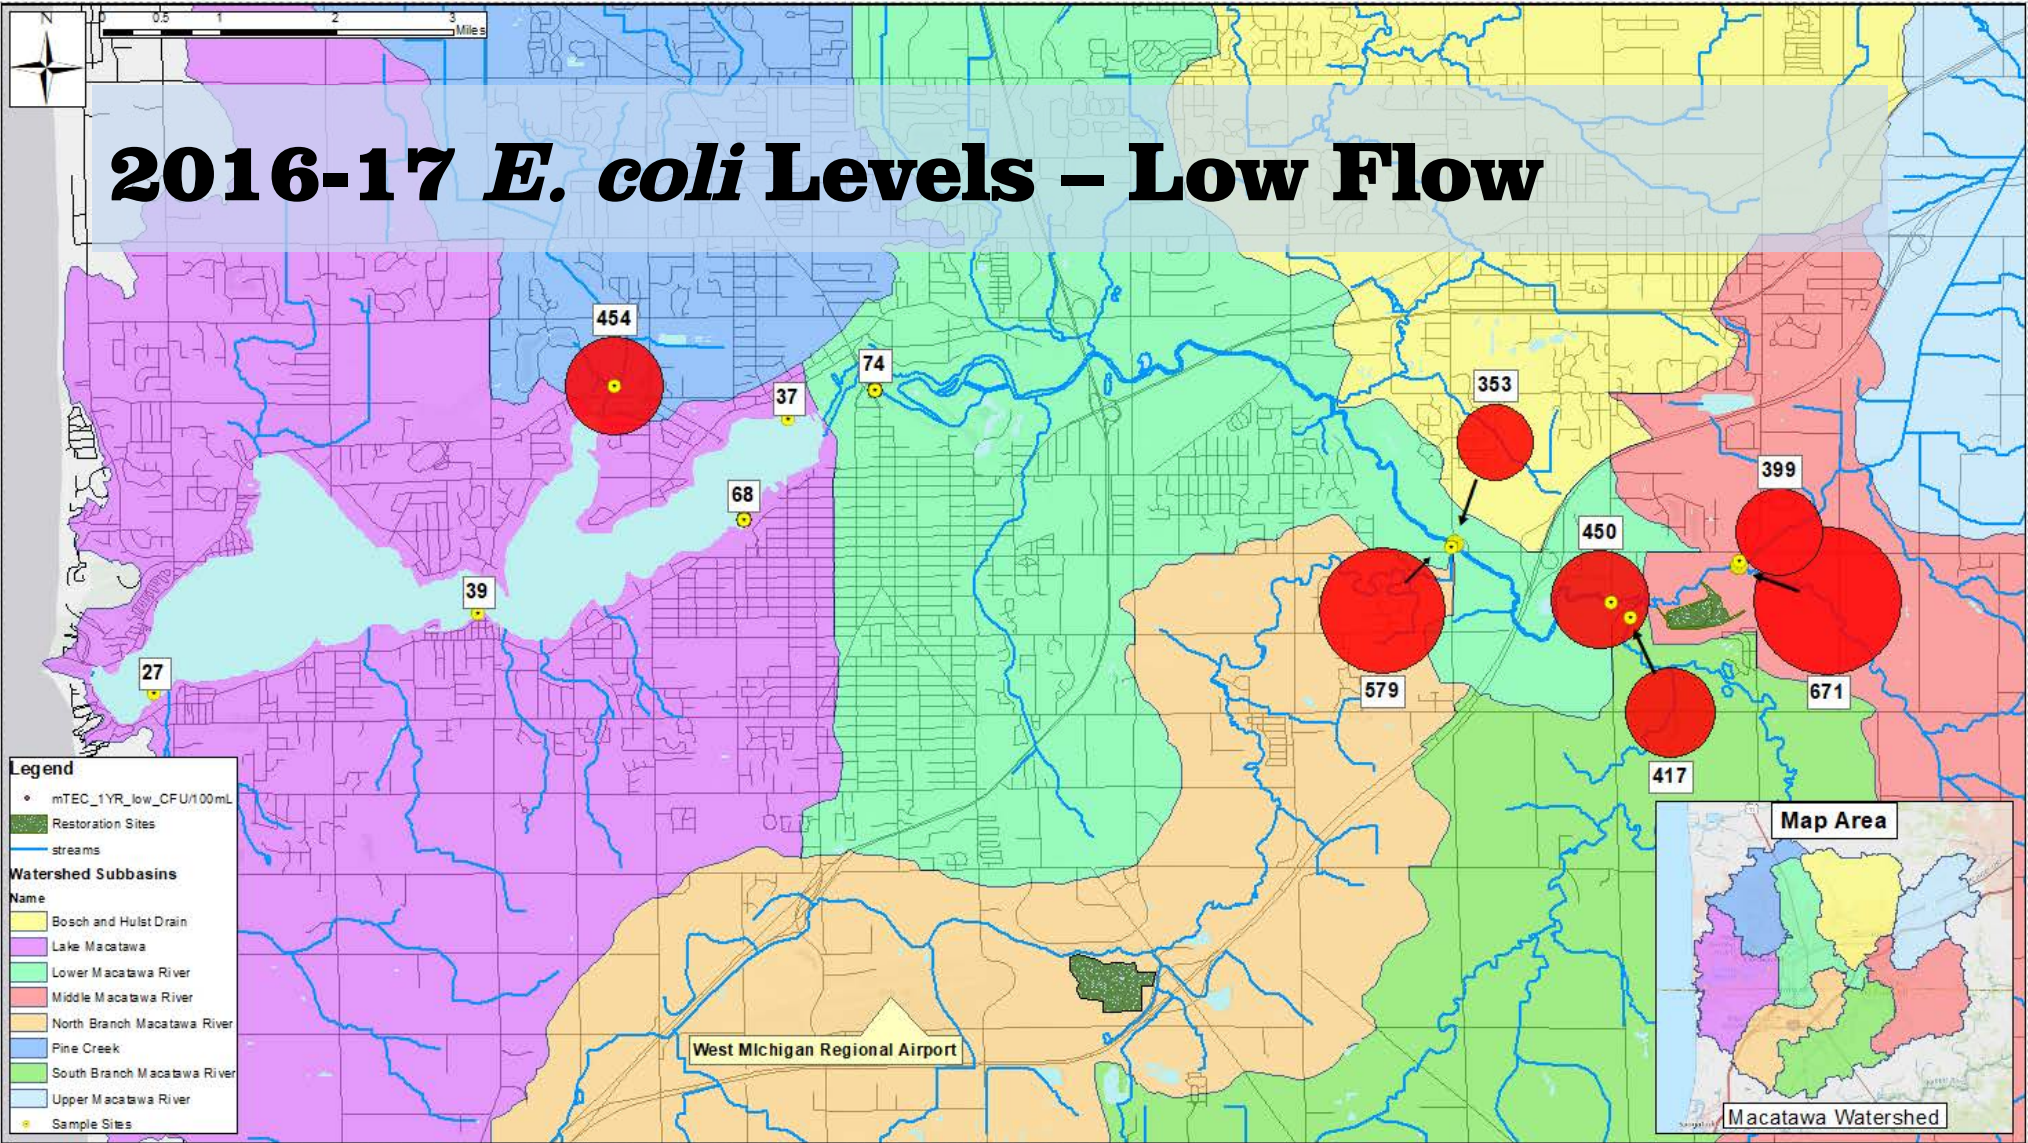 N
0 0.5 1 2 3
Miles
2016-17 E. coli Levels – Low Flow
454
74
37
353
399
68
450
39
27
579
671
417
Legend
mTEC_1YR_low_CFU/100mL
Restoration Sites
streams
Watershed Subbasins
Name
Bosch and Hulst Drain
Lake Macatawa
Lower Macatawa River
Middle Macatawa River
North Branch Macatawa River
Pine Creek
South Branch Macatawa River
Upper Macatawa River
Sample Sites
West MIchigan Regional Airport
Map Area
Macatawa Watershed